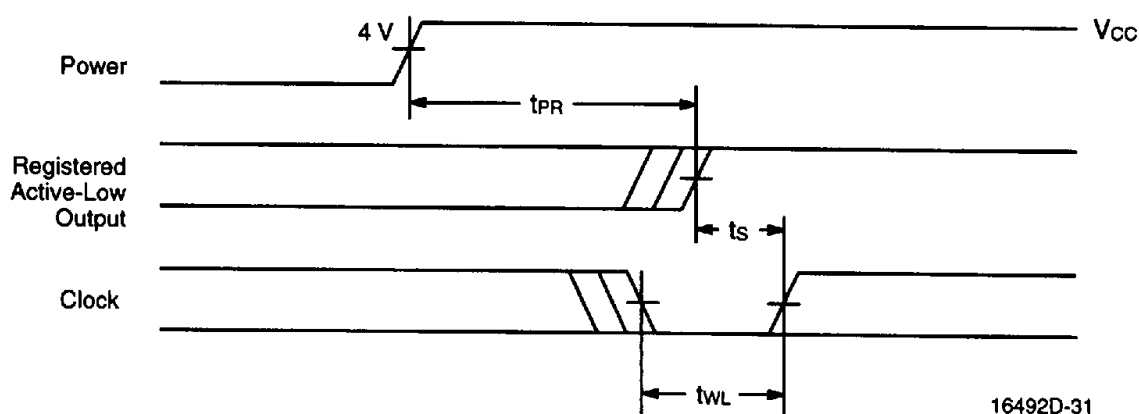 4 V
VCC
Power
tPR
Registered
Active-Low
Output
tS
Clock
tWL
16492D-31